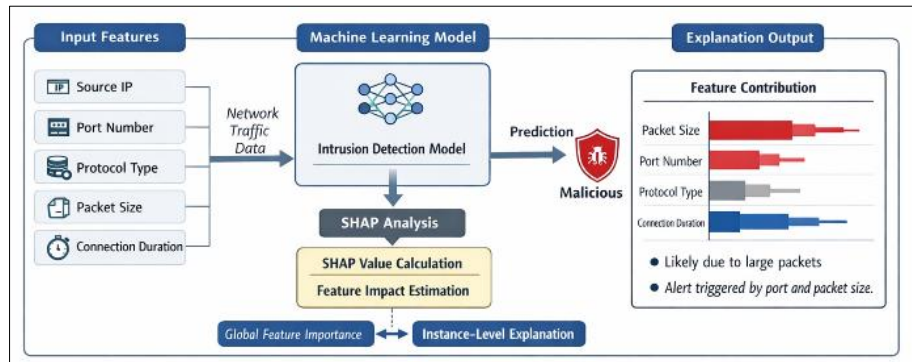 Input Features
Machine Learning Model
Explanation Output
IP
Source IP
Port Number
Protocol Type
Packet Size
Connection Duration
Network
Traffic
Data
Intrusion Detection Model
Prediction
Malicious
SHAP Analysis
SHAP Value Calculation
Feature Impact Estimation
Global Feature Importance
Instance-Level Explanation
Feature Contribution
Packet Size
Port Number
Protocol Type
Connection Duration
• Likely due to large packets
• Alert triggered by port and packet size.